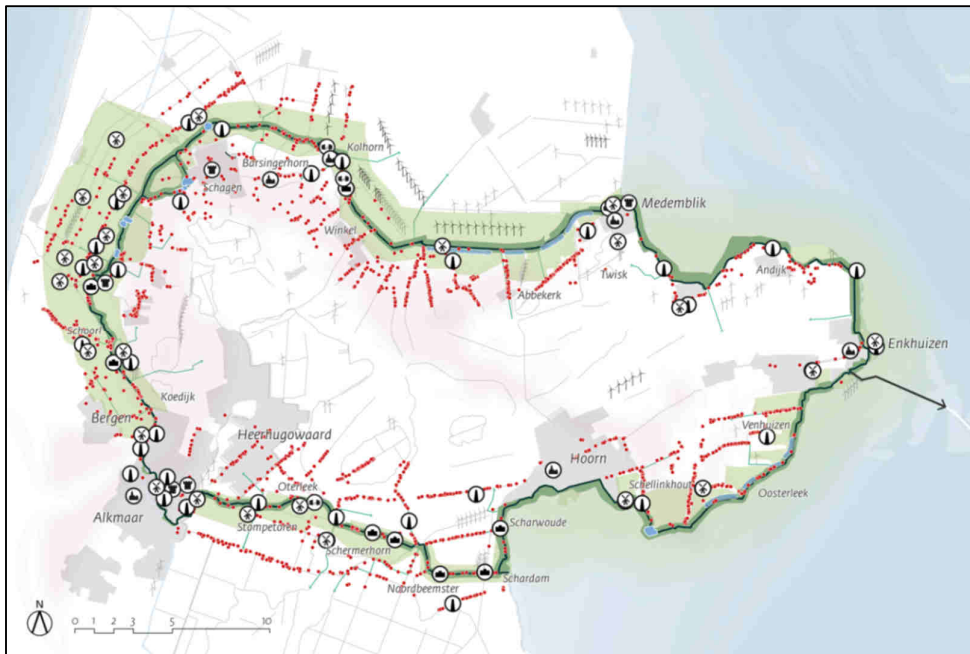 Kolhorn
Barsingerhorn
Schagen
Medemblik
Winkel
Twisk
Andijk
Abbekerk
Schoorl
Enkhuizen
Koedijk
Bergen
Venhuizen
Heerhugowaard
Hoorn
Schellinkhout
Oterleek
Oosterleek
Alkmaar
Stompetoren
Scharwoude
Schermerhorn
Noordbeemster
Schardam
N
0 1 2 3 5 10